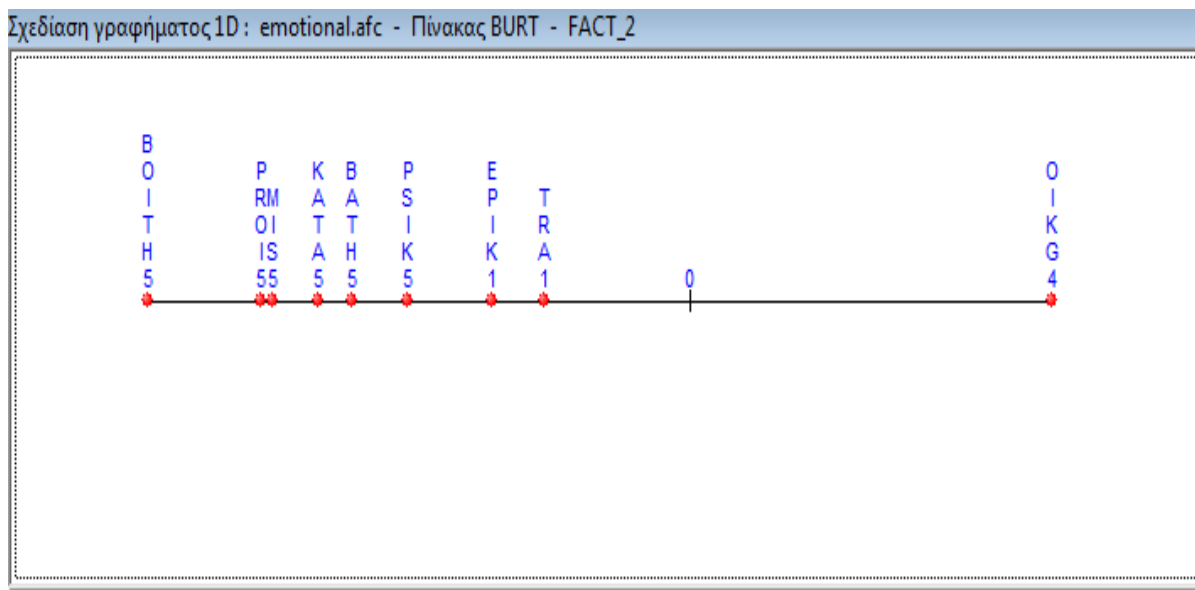 Σχεδίαση γραφήματος 1D : emotional.afc - Πίνακας BURT - FACT_2
BOITH5
PROI5
MIS5
KATA5
BATH5
PSIK5
EPIK1
TRA1
0
OIKG4